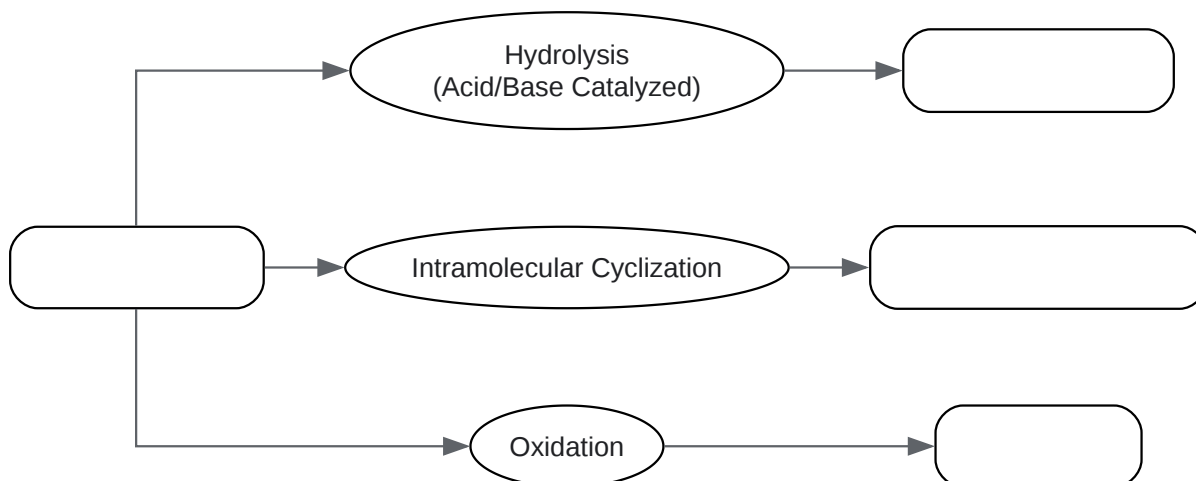 Hydrolysis
(Acid/Base Catalyzed)
Intramolecular Cyclization
Oxidation